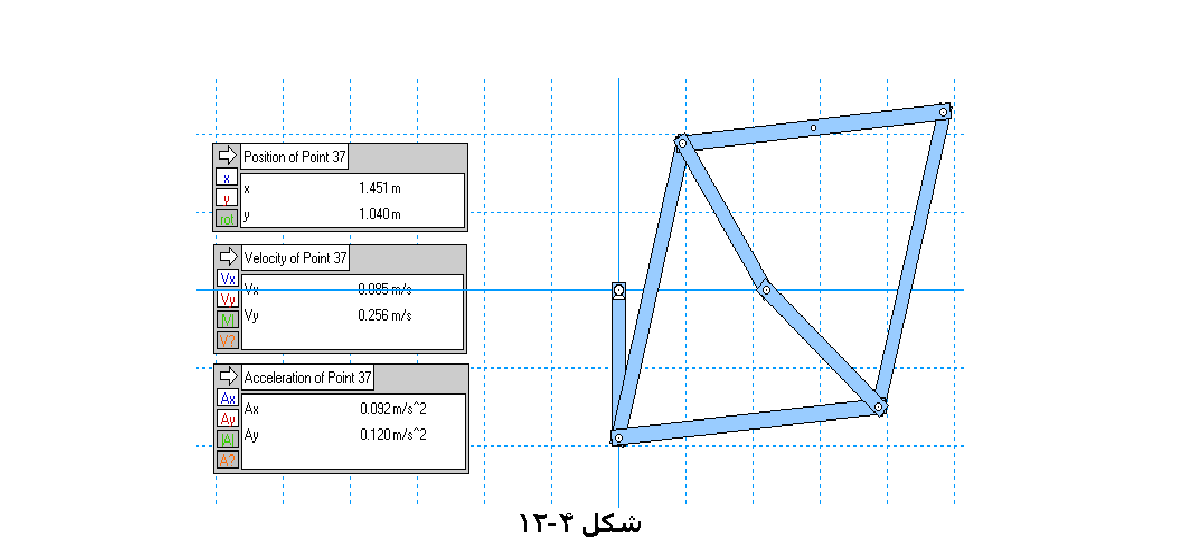 Position of Point 37
x
x 1.451 m
y
y 1.040 m
rot
Velocity of Point 37
Vx
Vx 0.085 m/s
Vy
Vy 0.256 m/s
|V|
V?
Acceleration of Point 37
Ax
Ax 0.092 m/s^2
Ay
Ay 0.120 m/s^2
|A|
A?
شکل ۴-۱۳